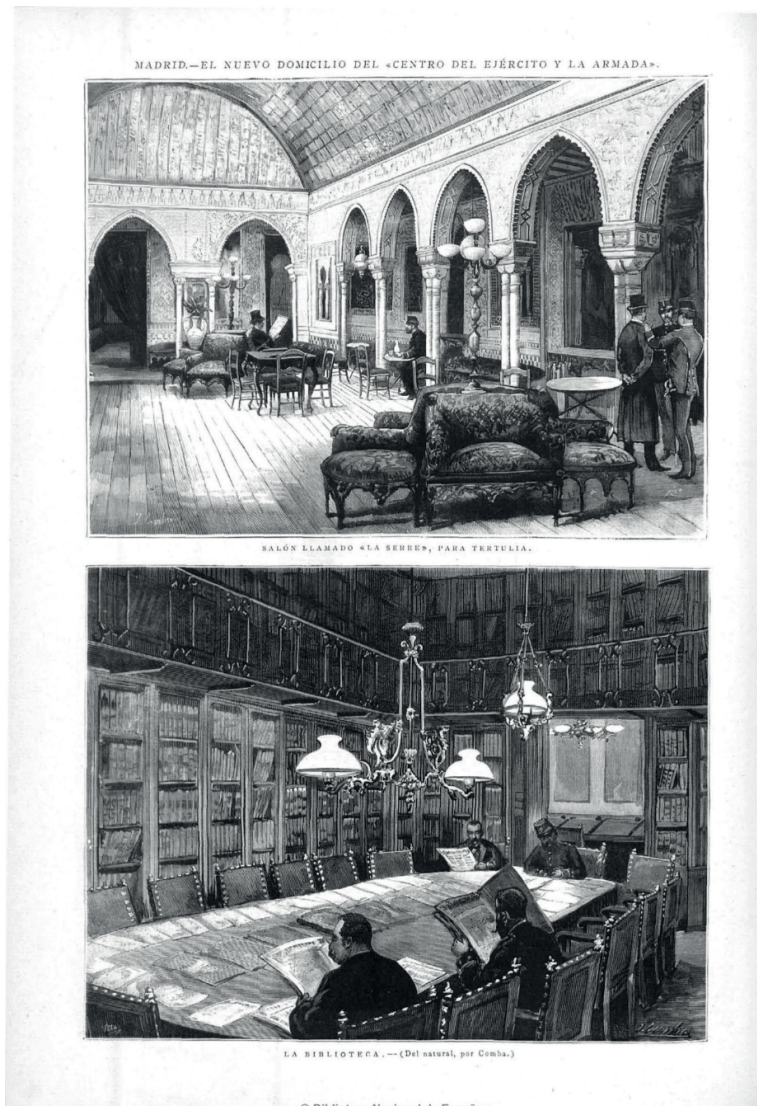 MADRID.—EL NUEVO DOMICILIO DEL «CENTRO DEL EJÉRCITO Y LA ARMADA».
SALÓN LLAMADO «LA SERRE», PARA TERTULIA.
LA BIBLIOTECA.—(Del natural, por Comba.)